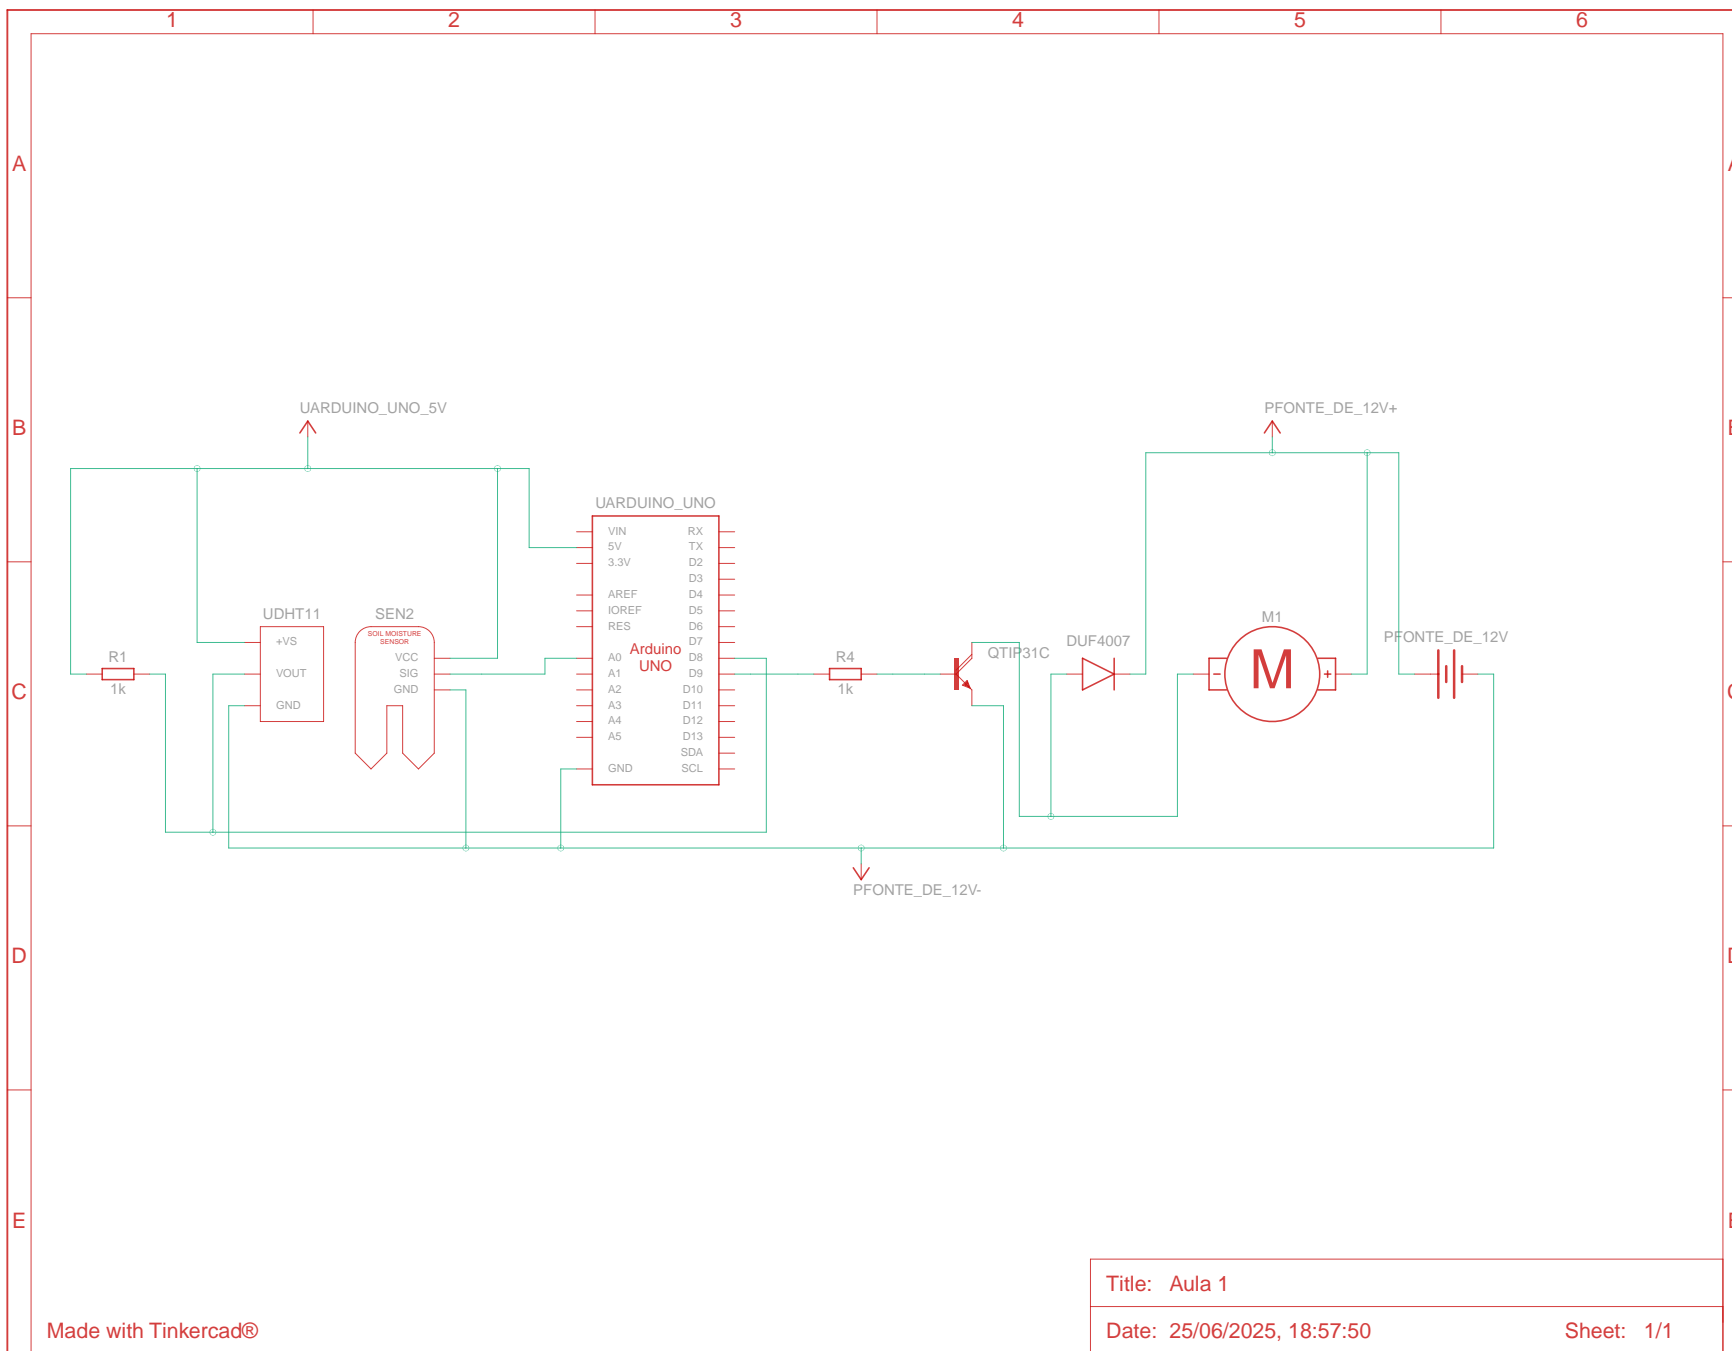 1 2 3 4 5 6
A
B
C
D
E
UARDUINO_UNO_5V
PFONTE_DE_12V+
UARDUINO_UNO
VIN RX
5V TX
3.3V D2
D3
AREF D4
IOREF D5
RES D6
D7
Arduino
UNO
A0 D8
A1 D9
A2 D10
A3 D11
A4 D12
A5 D13
SDA
GND SCL
UDHT11
+VS
VOUT
GND
SEN2
SOIL MOISTURE
SENSOR
VCC
SIG
GND
R1
1k
R4
1k
QTIP31C
DUF4007
M1
- M +
PFONTE_DE_12V
PFONTE_DE_12V-
Title: Aula 1
Date: 25/06/2025, 18:57:50 Sheet: 1/1
Made with Tinkercad®